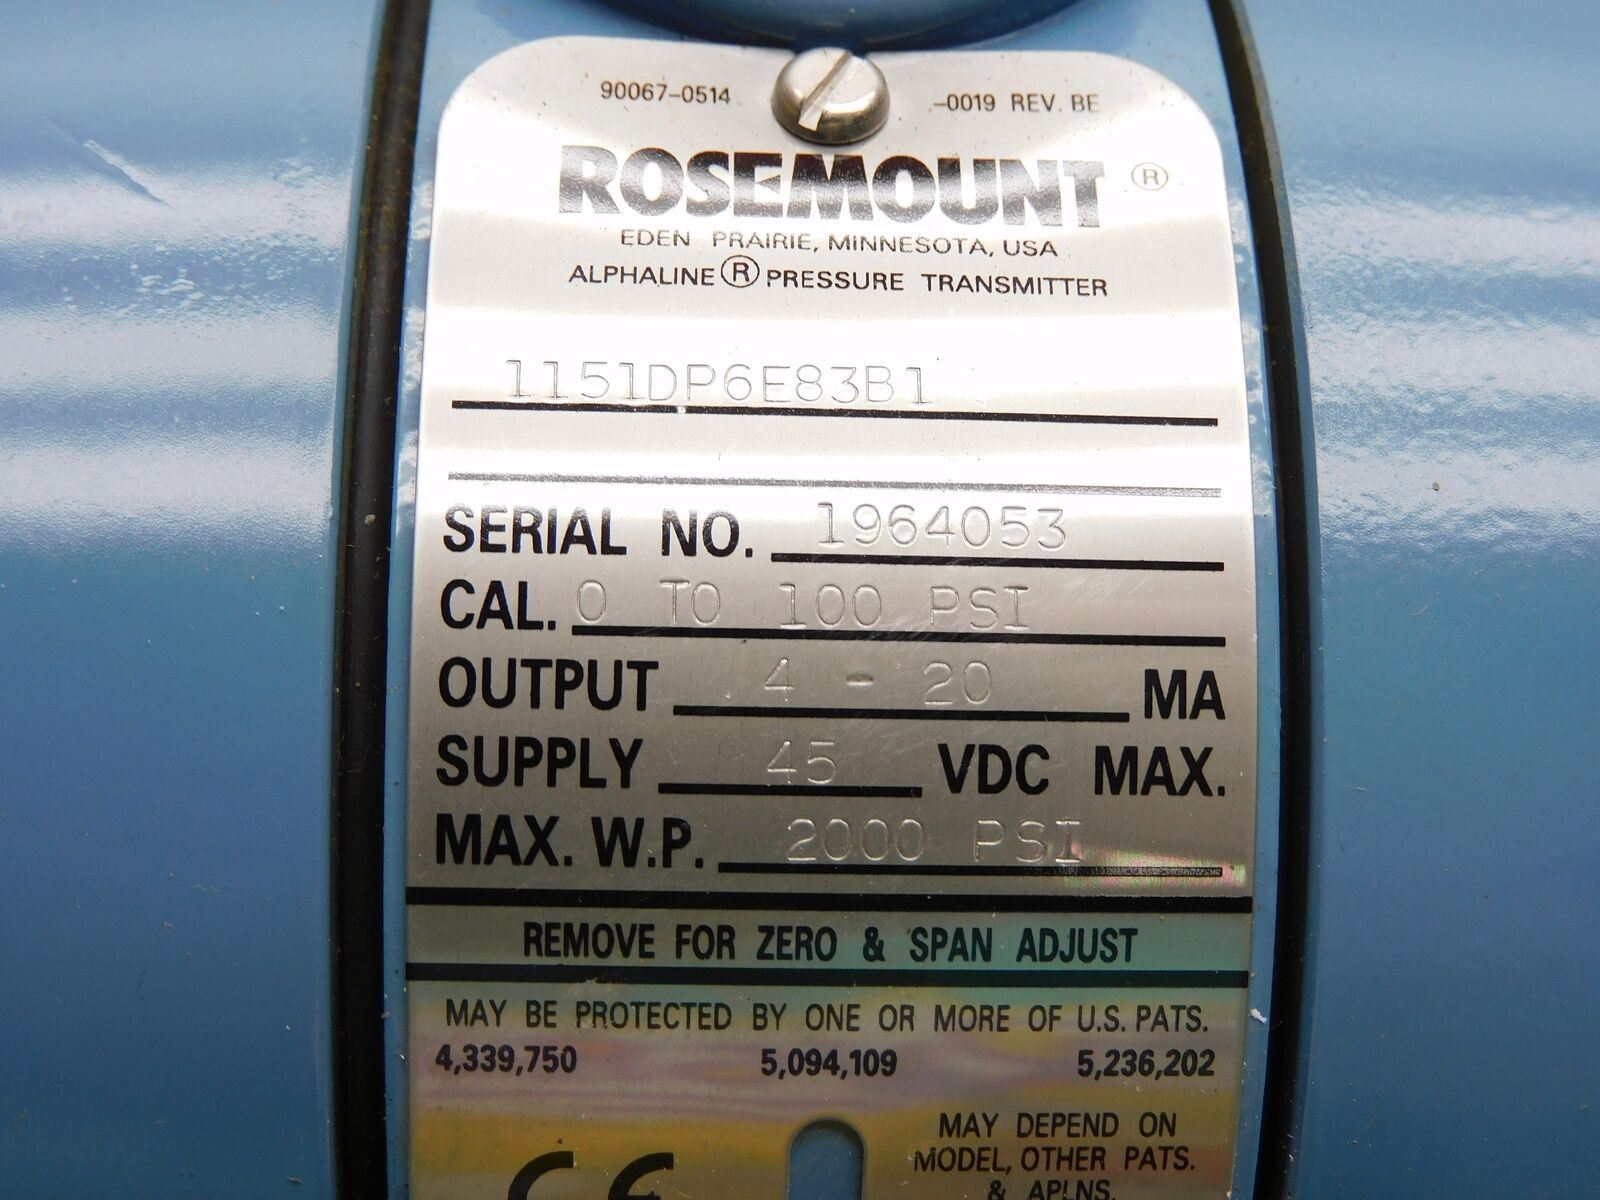 90067-0514 -0019 REV. BE
ROSEMOUNT ®
EDEN PRAIRIE, MINNESOTA, USA
ALPHALINE ® PRESSURE TRANSMITTER
1151DP6E83B1
SERIAL NO. 1964053
CAL. 0 TO 100 PSI
OUTPUT 4 - 20 MA
SUPPLY 45 VDC MAX.
MAX. W.P. 2000 PSI
REMOVE FOR ZERO & SPAN ADJUST
MAY BE PROTECTED BY ONE OR MORE OF U.S. PATS.
4,339,750 5,094,109 5,236,202
MAY DEPEND ON
MODEL, OTHER PATS.
& APLNS.
CE